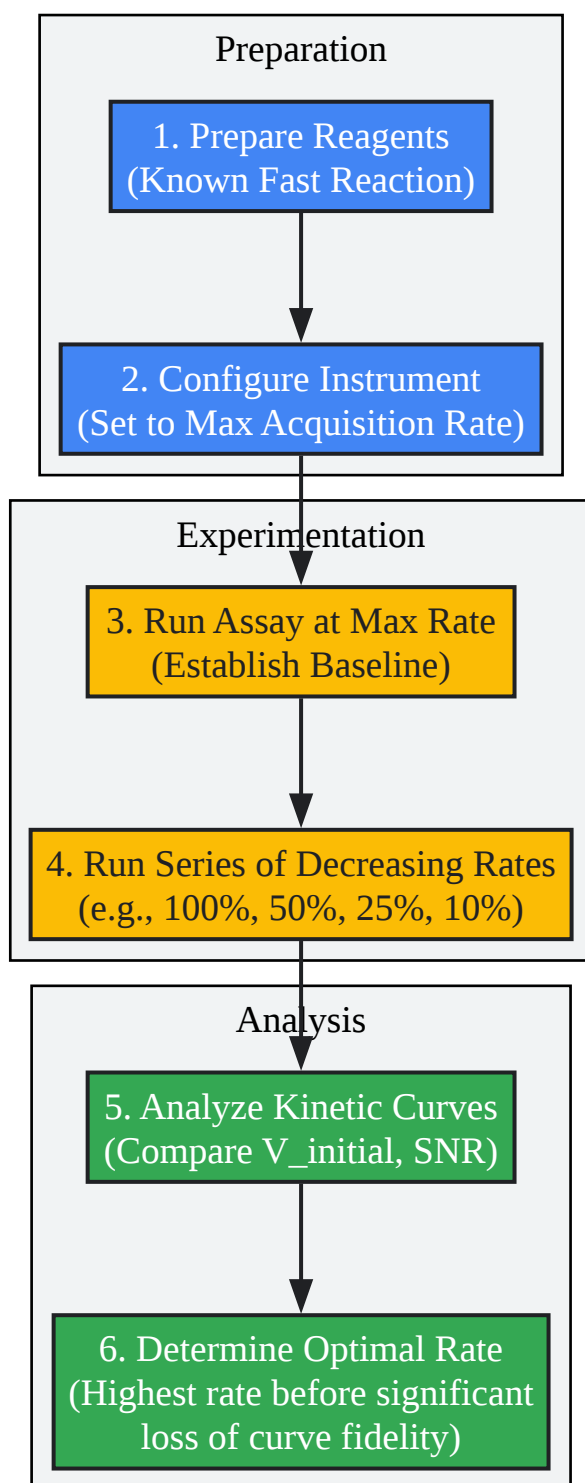 Preparation
1. Prepare Reagents
(Known Fast Reaction)
2. Configure Instrument
(Set to Max Acquisition Rate)
Experimentation
3. Run Assay at Max Rate
(Establish Baseline)
4. Run Series of Decreasing Rates
(e.g., 100%, 50%, 25%, 10%)
Analysis
5. Analyze Kinetic Curves
(Compare V_initial, SNR)
6. Determine Optimal Rate
(Highest rate before significant
loss of curve fidelity)